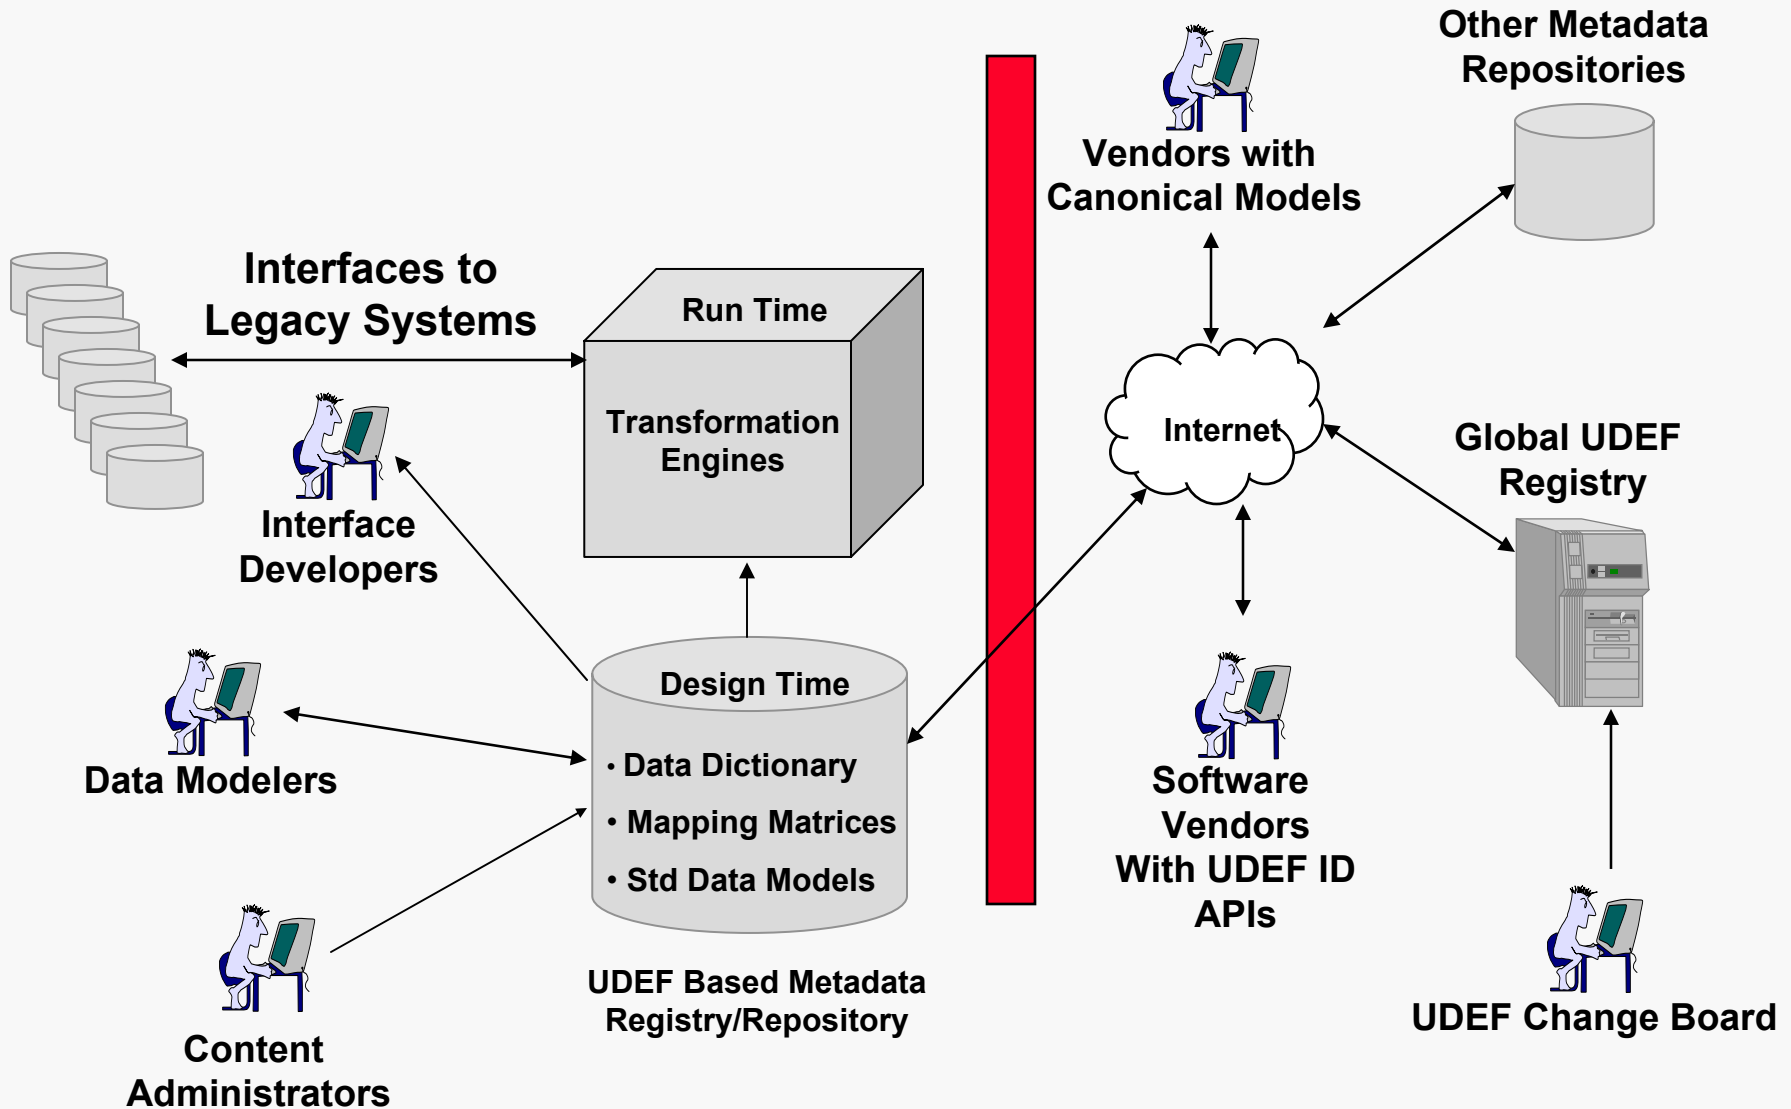 Other Metadata
Repositories
Vendors with
Canonical Models
Interfaces to
Legacy Systems
Run Time
Transformation
Engines
Internet
Global UDEF
Registry
Interface
Developers
Design Time
• Data Dictionary
• Mapping Matrices
• Std Data Models
Data Modelers
Software
Vendors
With UDEF ID
APIs
UDEF Based Metadata
Registry/Repository
UDEF Change Board
Content
Administrators